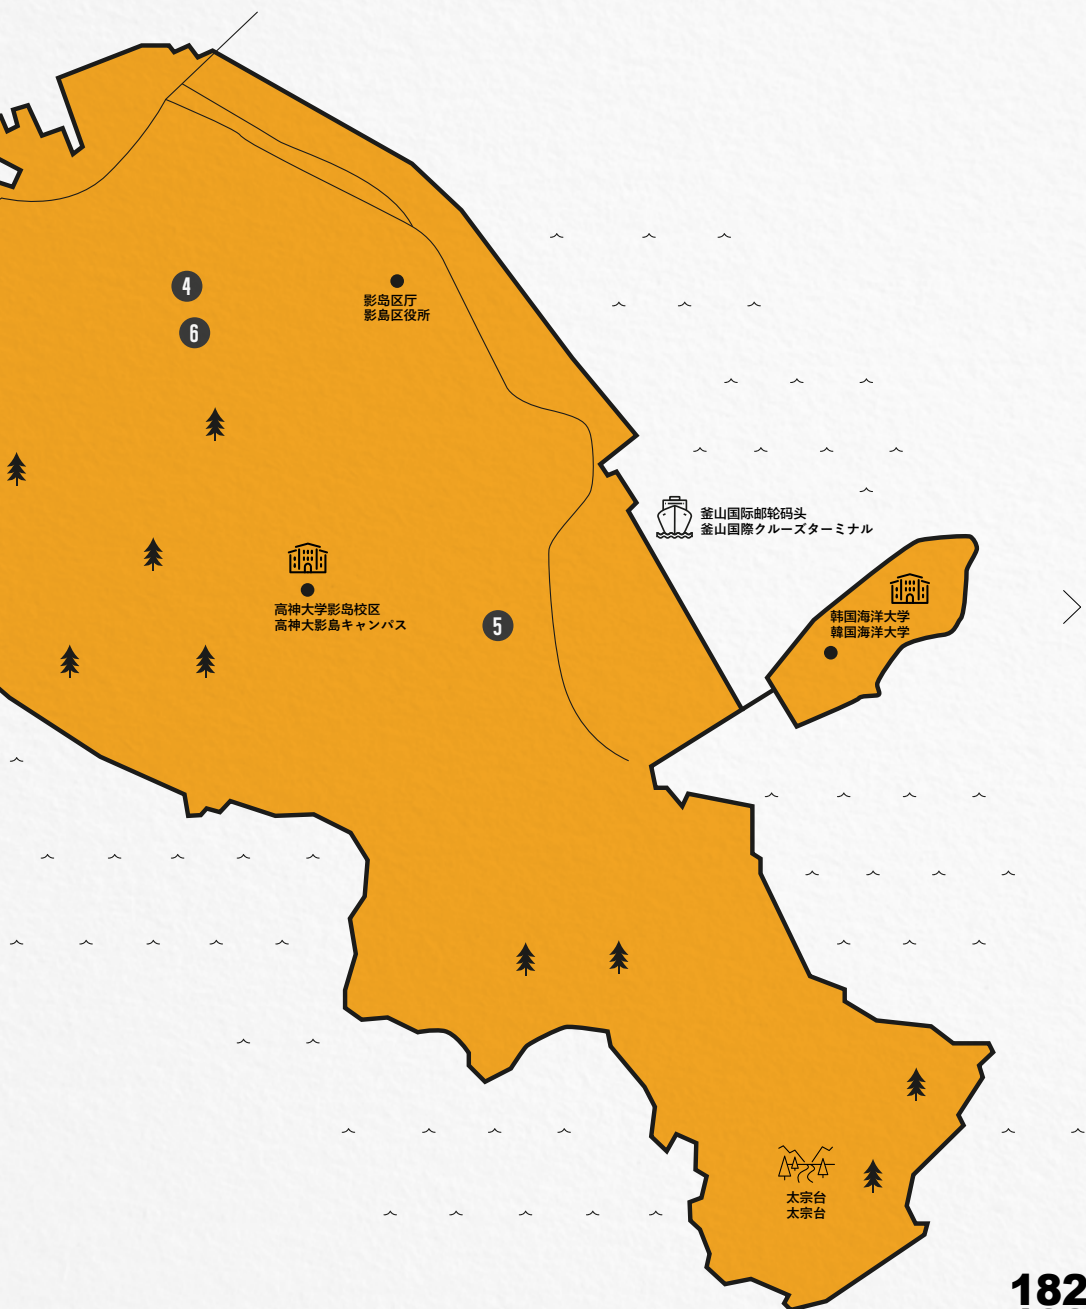 4
影岛区厅
影島区役所
6
釜山国际邮轮码头
釜山国際クルーズターミナル
高神大学影岛校区
高神大影島キャンパス
5
韩国海洋大学
韓国海洋大学
太宗台
太宗台
182